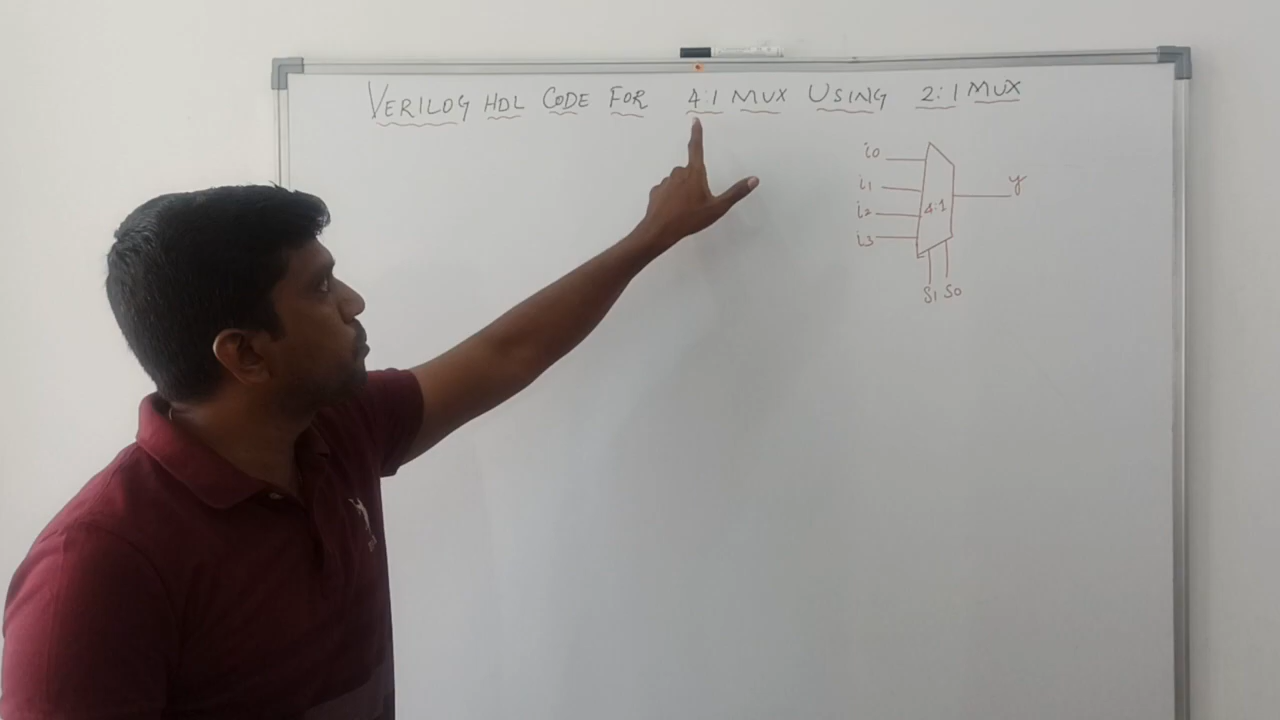 VERILOG HDL CODE FOR 4:1 MUX USING 2:1 MUX
i0
i1
i2
i3
4:1
y
S1 S0